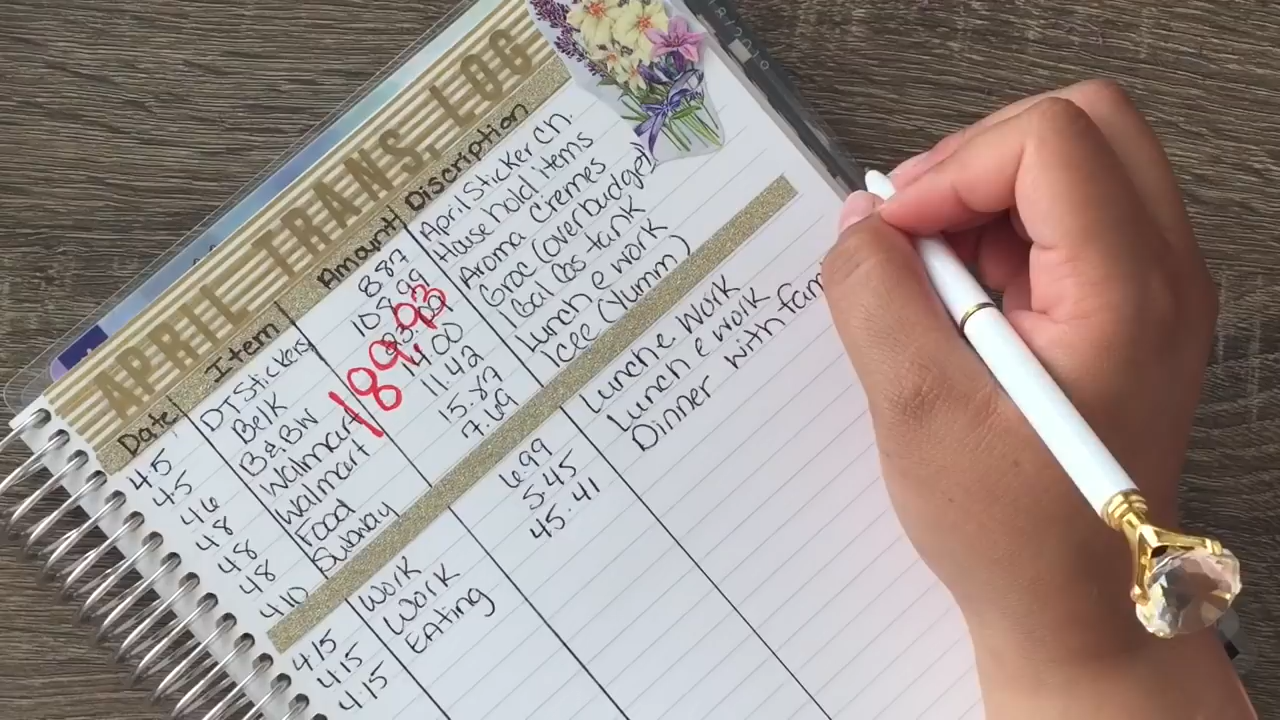 APRIL TRANS. LOG
Date Item Amount Discription
4.5 DT Stickers 8.87 April Sticker Ch.
4.5 Belk 10.99 House hold items
4.6 B&BW Aroma Cremes
4.8 Walmart Groc (over budget)
4.8 Walmart 11.42 1 Gal Gas tank
4.8 Food 15.87 Lunch @ work
4.10 Subway 7.69 Icee (Yumm)
189.93
4.15 Work 6.99 Lunch @ Work
4.15 Work 5.45 Lunch @ work
4.15 EAting 45.41 Dinner with fam